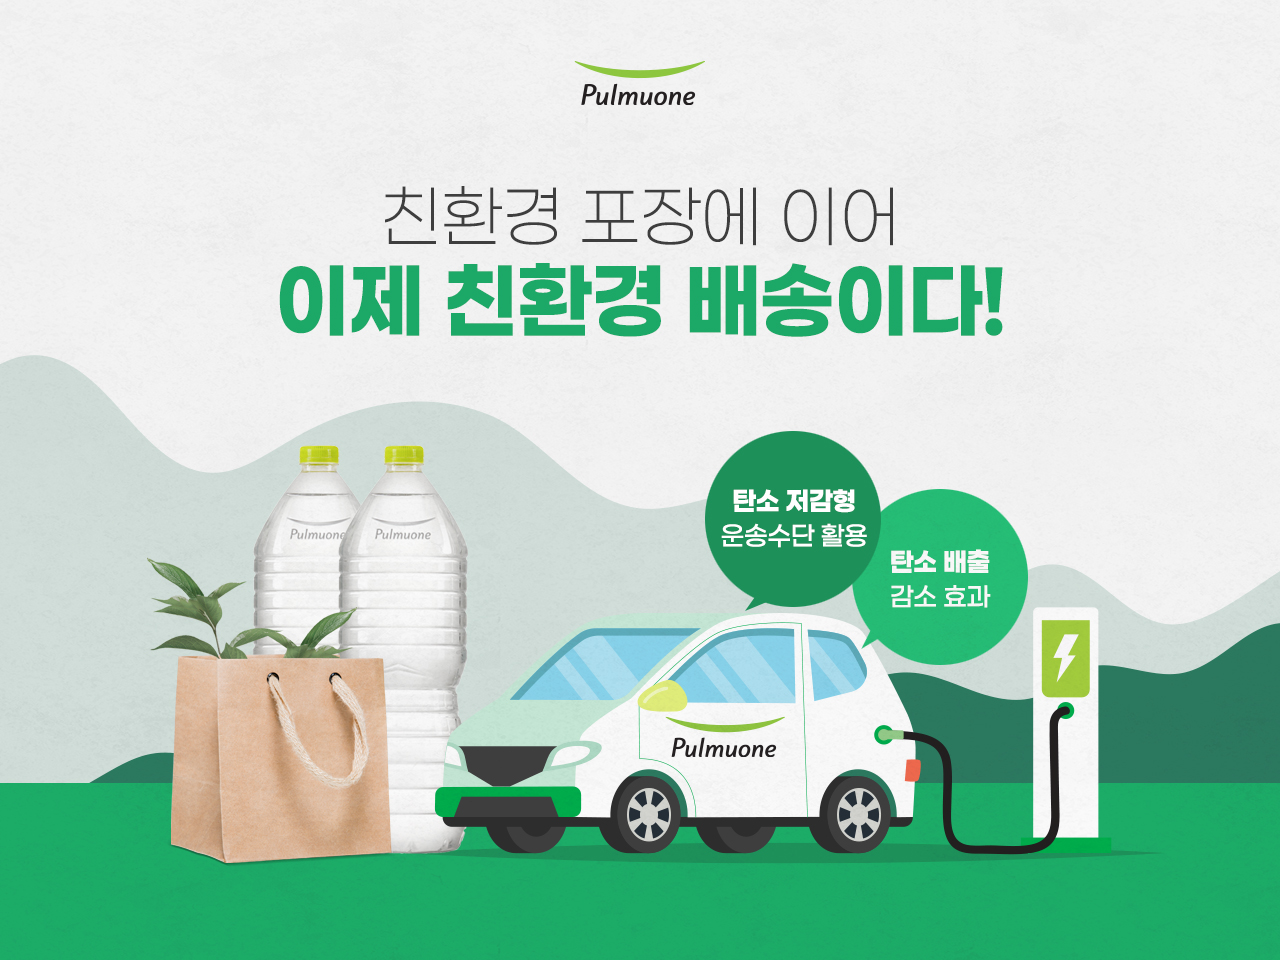 Pulmuone
친환경 포장에 이어
이제 친환경 배송이다!
탄소 저감형
운송수단 활용
탄소 배출
감소 효과
Pulmuone
Pulmuone
Pulmuone